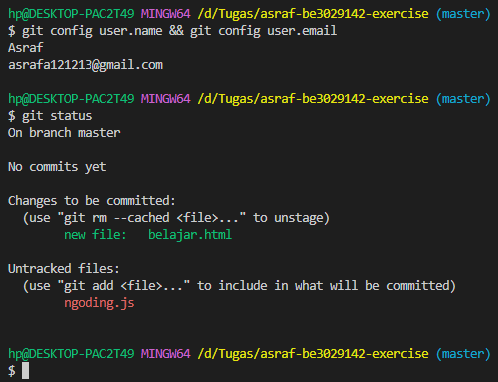 hp@DESKTOP-PAC2T49 MINGW64 /d/Tugas/asraf-be3029142-exercise (master)
$ git config user.name && git config user.email
Asraf
asrafa121213@gmail.com
hp@DESKTOP-PAC2T49 MINGW64 /d/Tugas/asraf-be3029142-exercise (master)
$ git status
On branch master
No commits yet
Changes to be committed:
(use "git rm --cached <file>..." to unstage)
new file: belajar.html
Untracked files:
(use "git add <file>..." to include in what will be committed)
ngoding.js
hp@DESKTOP-PAC2T49 MINGW64 /d/Tugas/asraf-be3029142-exercise (master)
$